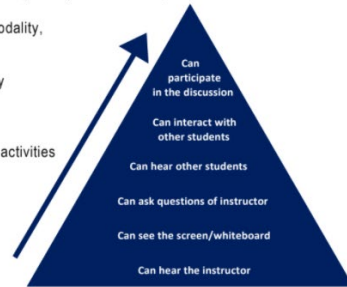 odality,
y
activities
Can
participate
in the discussion
Can interact with
other students
Can hear other students
Can ask questions of instructor
Can see the screen/whiteboard
Can hear the instructor